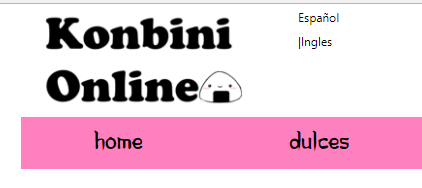 Konbini
Online
Español
|Ingles
home
dulces